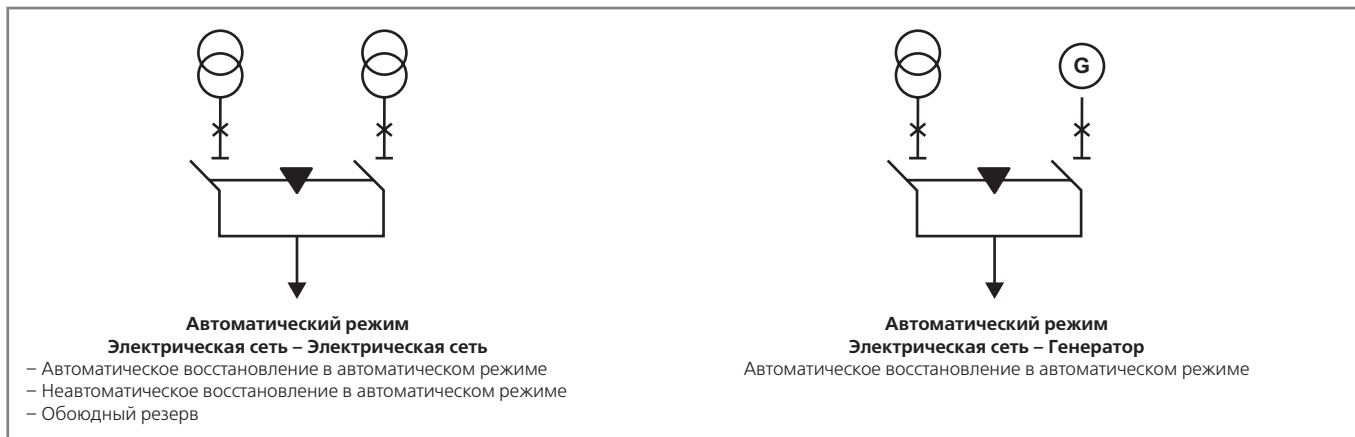 G
Автоматический режим
Электрическая сеть – Электрическая сеть
– Автоматическое восстановление в автоматическом режиме
– Неавтоматическое восстановление в автоматическом режиме
– Обоюдный резерв
Автоматический режим
Электрическая сеть – Генератор
Автоматическое восстановление в автоматическом режиме